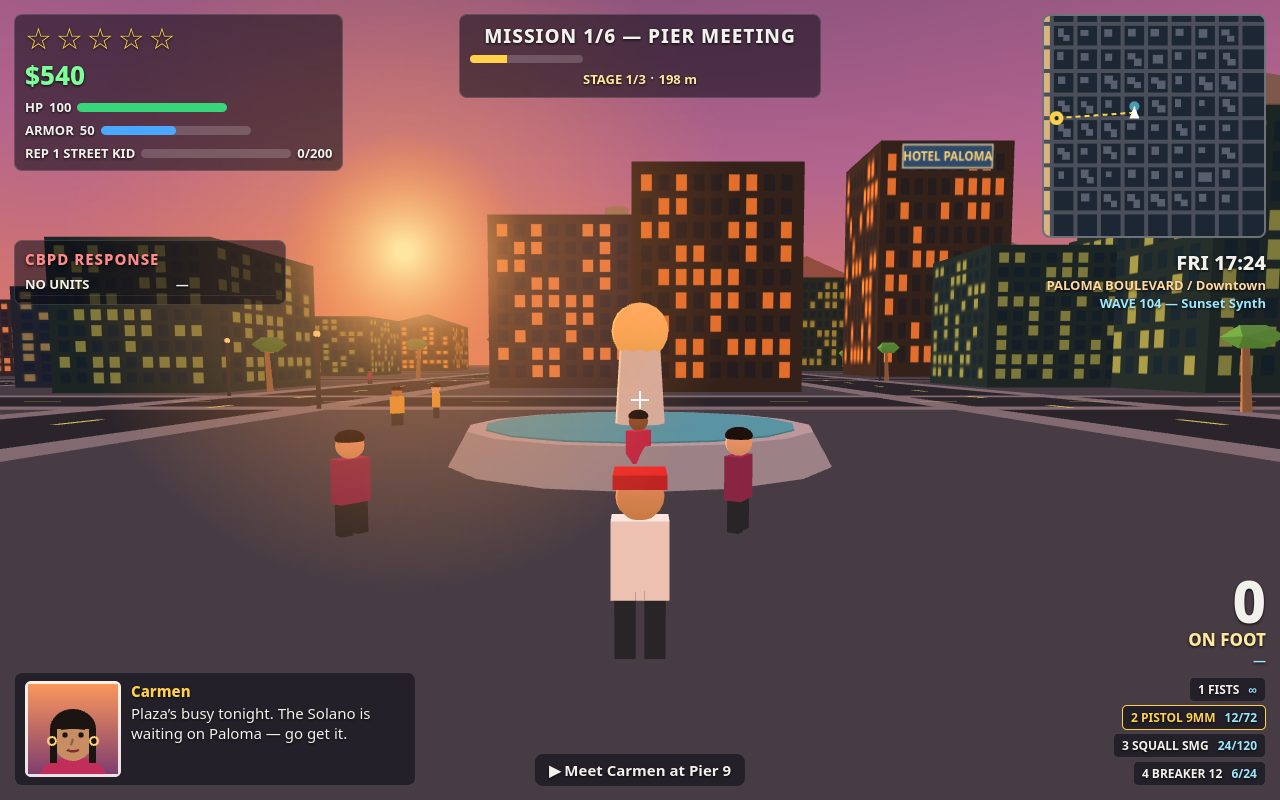 ☆☆☆☆☆
$540
HP 100
ARMOR 50
REP 1 STREET KID 0/200
CBPD RESPONSE
NO UNITS —
MISSION 1/6 — PIER MEETING
STAGE 1/3 · 198 m
HOTEL PALOMA
FRI 17:24
PALOMA BOULEVARD / Downtown
WAVE 104 — Sunset Synth
0
ON FOOT
—
1 FISTS ∞
2 PISTOL 9MM 12/72
3 SQUALL SMG 24/120
4 BREAKER 12 6/24
Carmen
Plaza’s busy tonight. The Solano is
waiting on Paloma — go get it.
▶ Meet Carmen at Pier 9